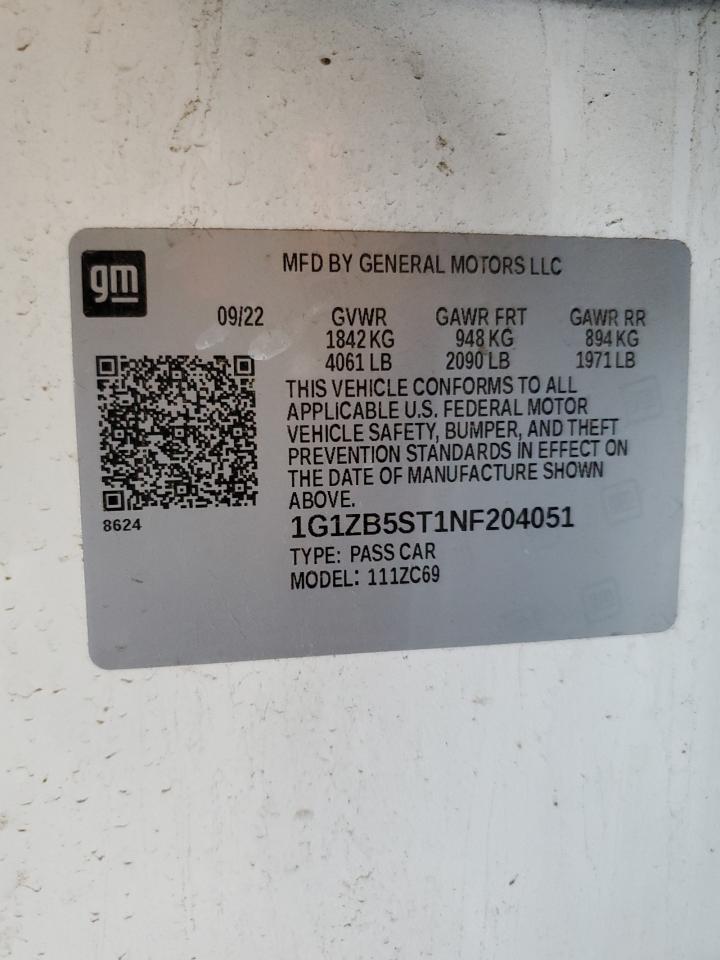 gm
MFD BY GENERAL MOTORS LLC
09/22 GVWR GAWR FRT GAWR RR
1842 KG 948 KG 894 KG
4061 LB 2090 LB 1971 LB
THIS VEHICLE CONFORMS TO ALL
APPLICABLE U.S. FEDERAL MOTOR
VEHICLE SAFETY, BUMPER, AND THEFT
PREVENTION STANDARDS IN EFFECT ON
THE DATE OF MANUFACTURE SHOWN
ABOVE.
8624
1G1ZB5ST1NF204051
TYPE: PASS CAR
MODEL: 111ZC69
gm